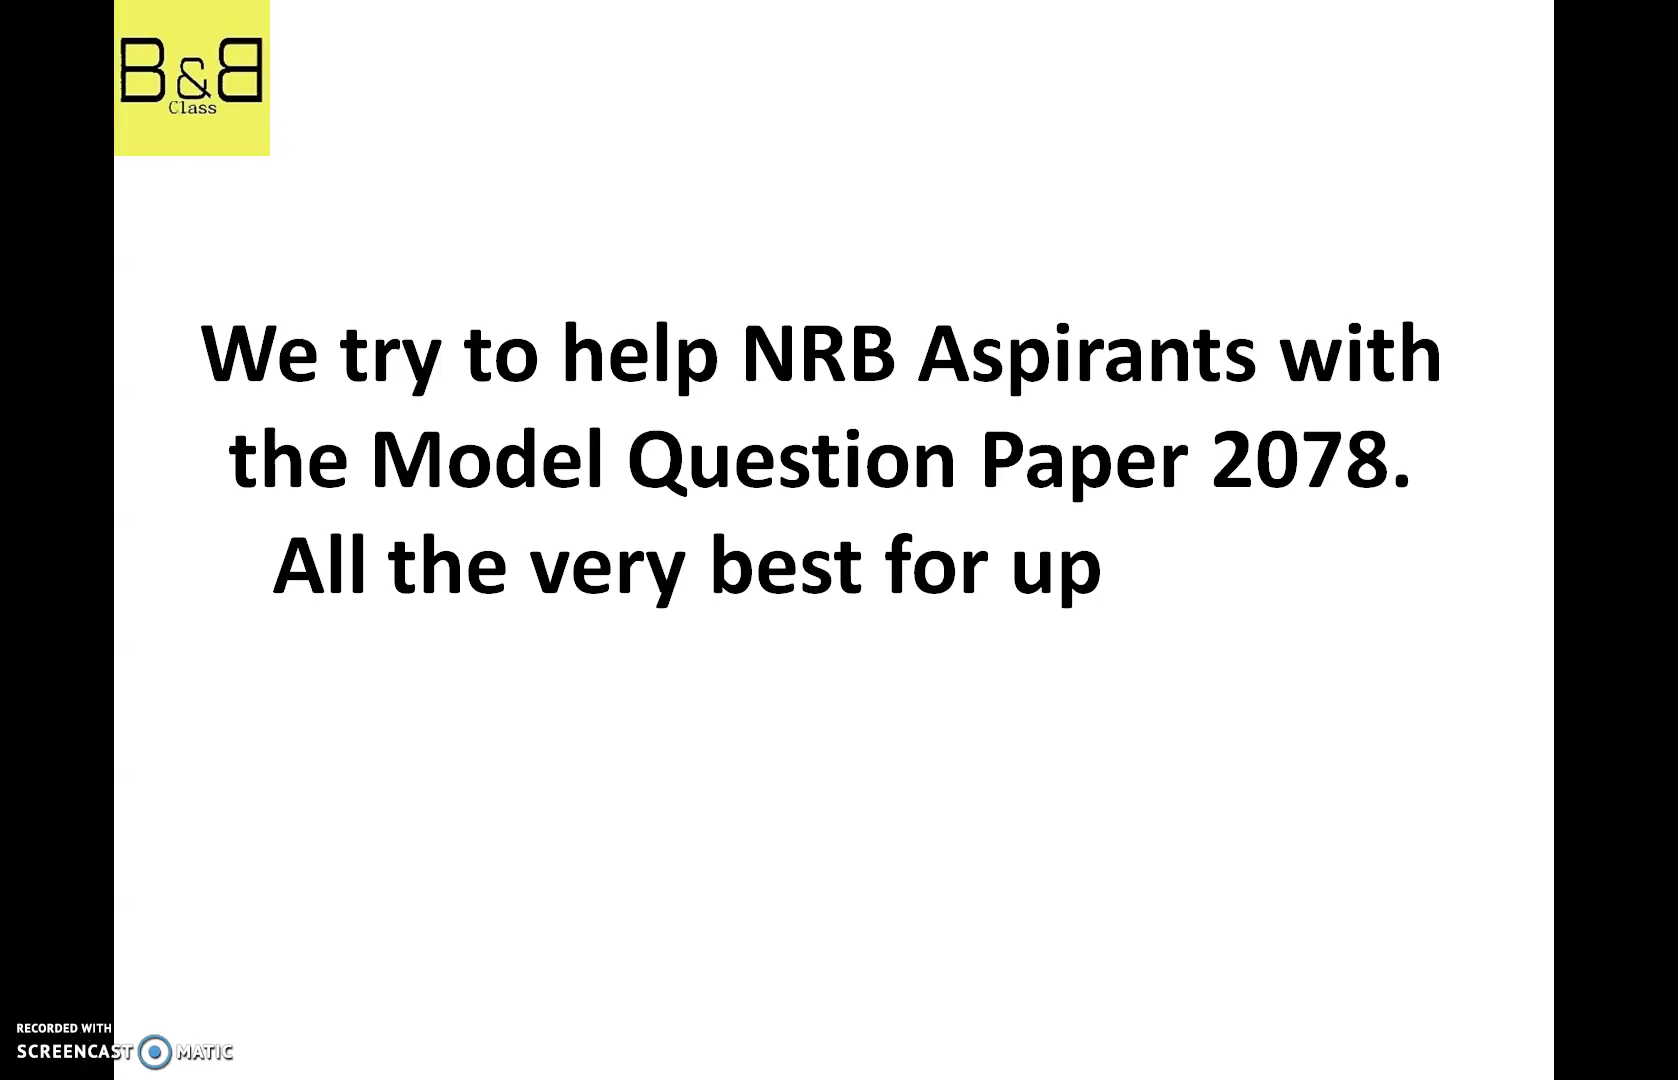 B&B
Class
We try to help NRB Aspirants with
the Model Question Paper 2078.
All the very best for up
RECORDED WITH
SCREENCAST MATIC